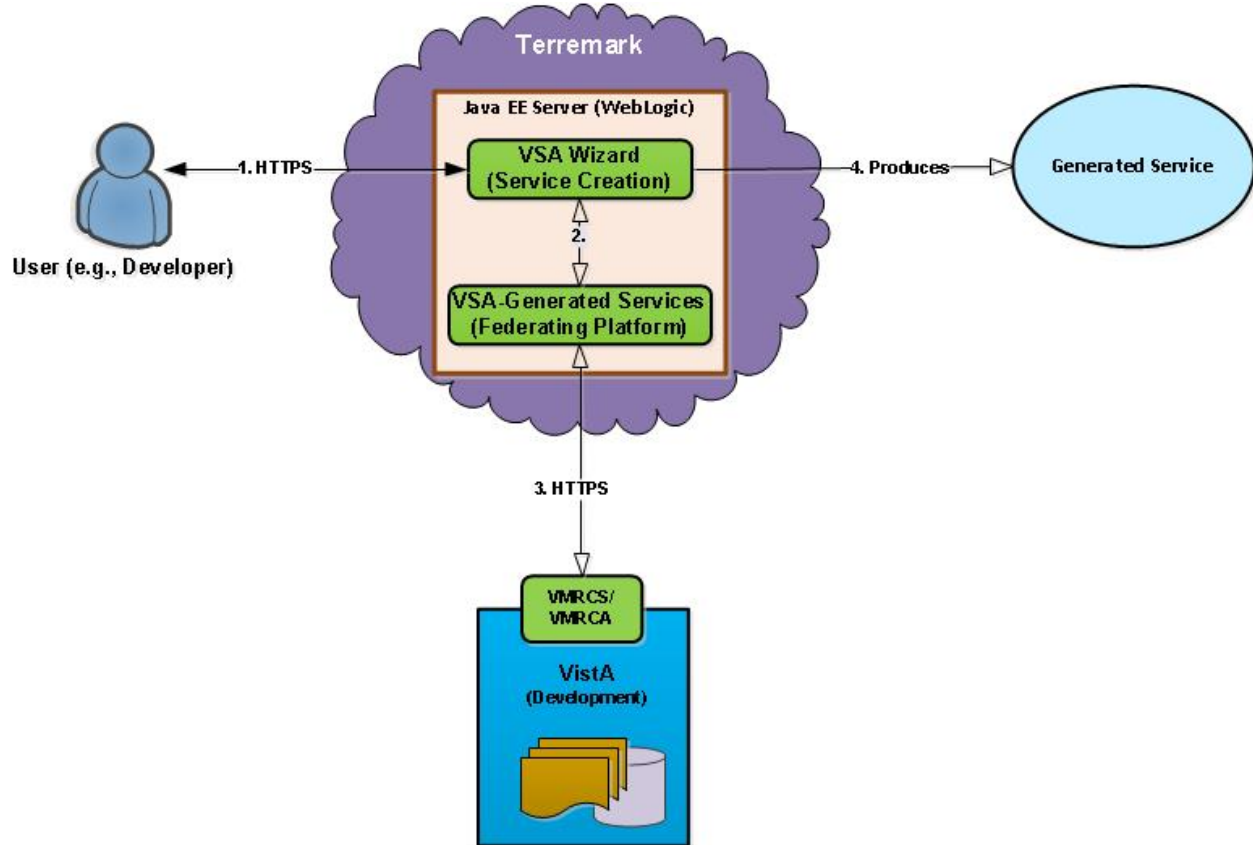 Terremark
Java EE Server (WebLogic)
VSA Wizard
(Service Creation)
1. HTTPS
4. Produces
Generated Service
2.
User (e.g., Developer)
VSA-Generated Services
(Federating Platform)
3. HTTPS
VMRCS/
VMRCA
VistA
(Development)